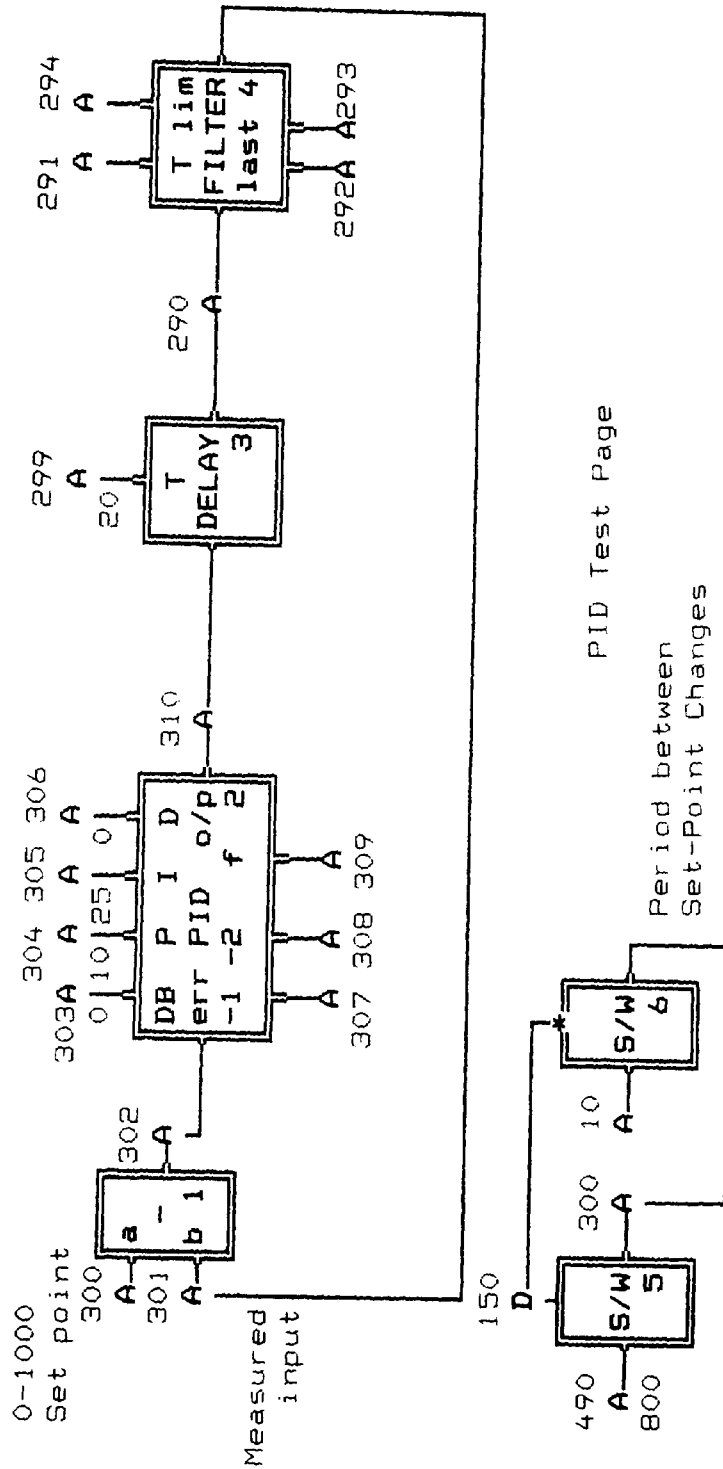 0-1000
Set point
300
A
301
A
Measured
input
a
-
b 1
302
A
303A
0
304
A
10
305
A
25
306
A
0
DB P I D
err PID o/p
-1 -2 f 2
A
307
A
308
A
309
310
A
299
A
20
T
DELAY
3
290
A
291
A
294
A
T lim
FILTER
last 4
292A
A293
PID Test Page
150
D
490
A
800
S/W
5
300
A
10
A
*
S/W
6
Period between
Set-Point Changes